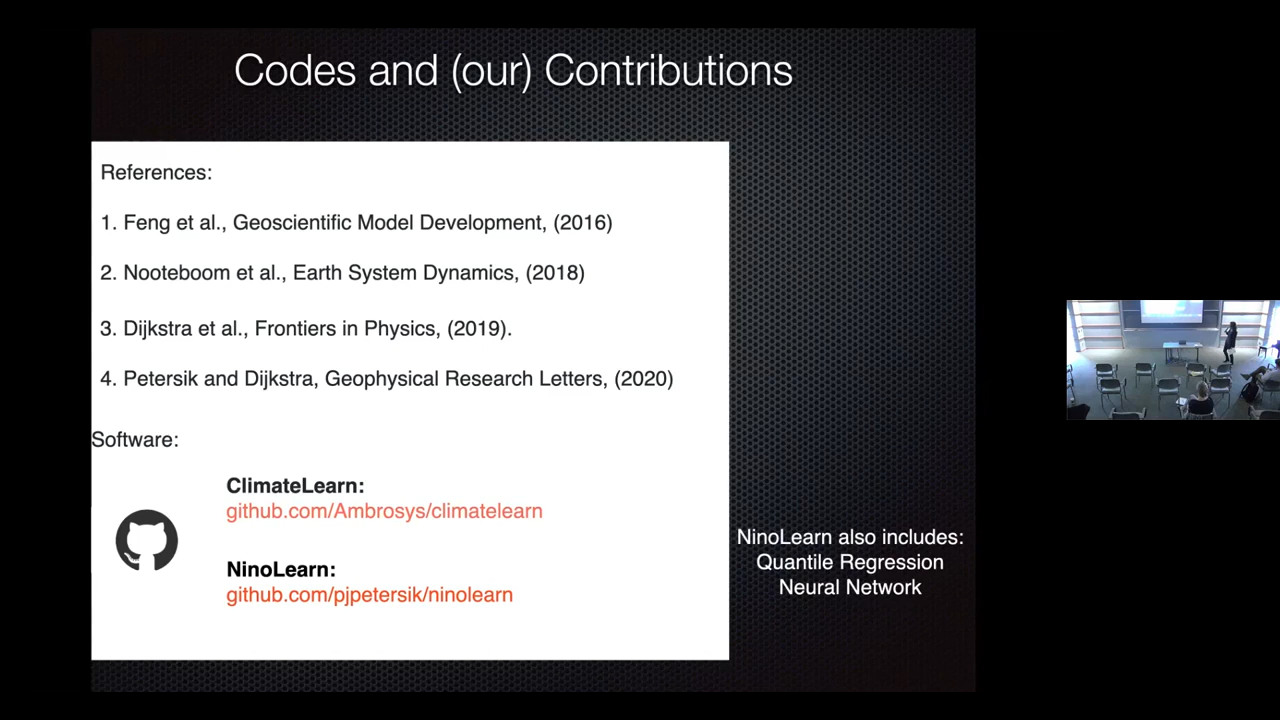 Codes and (our) Contributions
References:
1. Feng et al., Geoscientific Model Development, (2016)
2. Nooteboom et al., Earth System Dynamics, (2018)
3. Dijkstra et al., Frontiers in Physics, (2019).
4. Petersik and Dijkstra, Geophysical Research Letters, (2020)
Software:
ClimateLearn:
github.com/Ambrosys/climatelearn
NinoLearn:
github.com/pjpetersik/ninolearn
NinoLearn also includes:
Quantile Regression
Neural Network